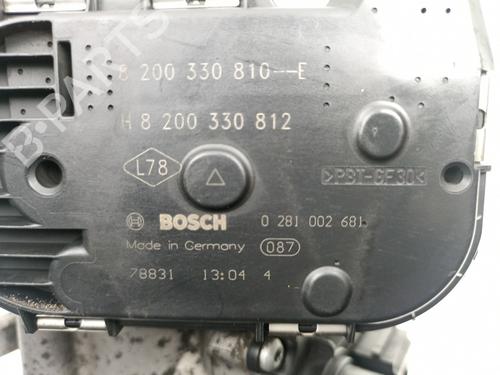 B-PARTS
8 200 330 810--E
H 8 200 330 812
L78
>PBT-GF30<
BOSCH 0 281 002 681
Made in Germany 087
78831 13:04 4